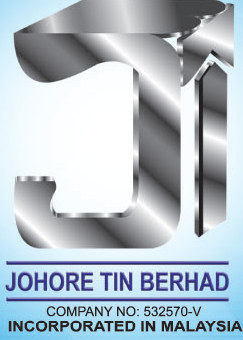 JOHORE TIN BERHAD
COMPANY NO: 532570-V
INCORPORATED IN MALAYSIA